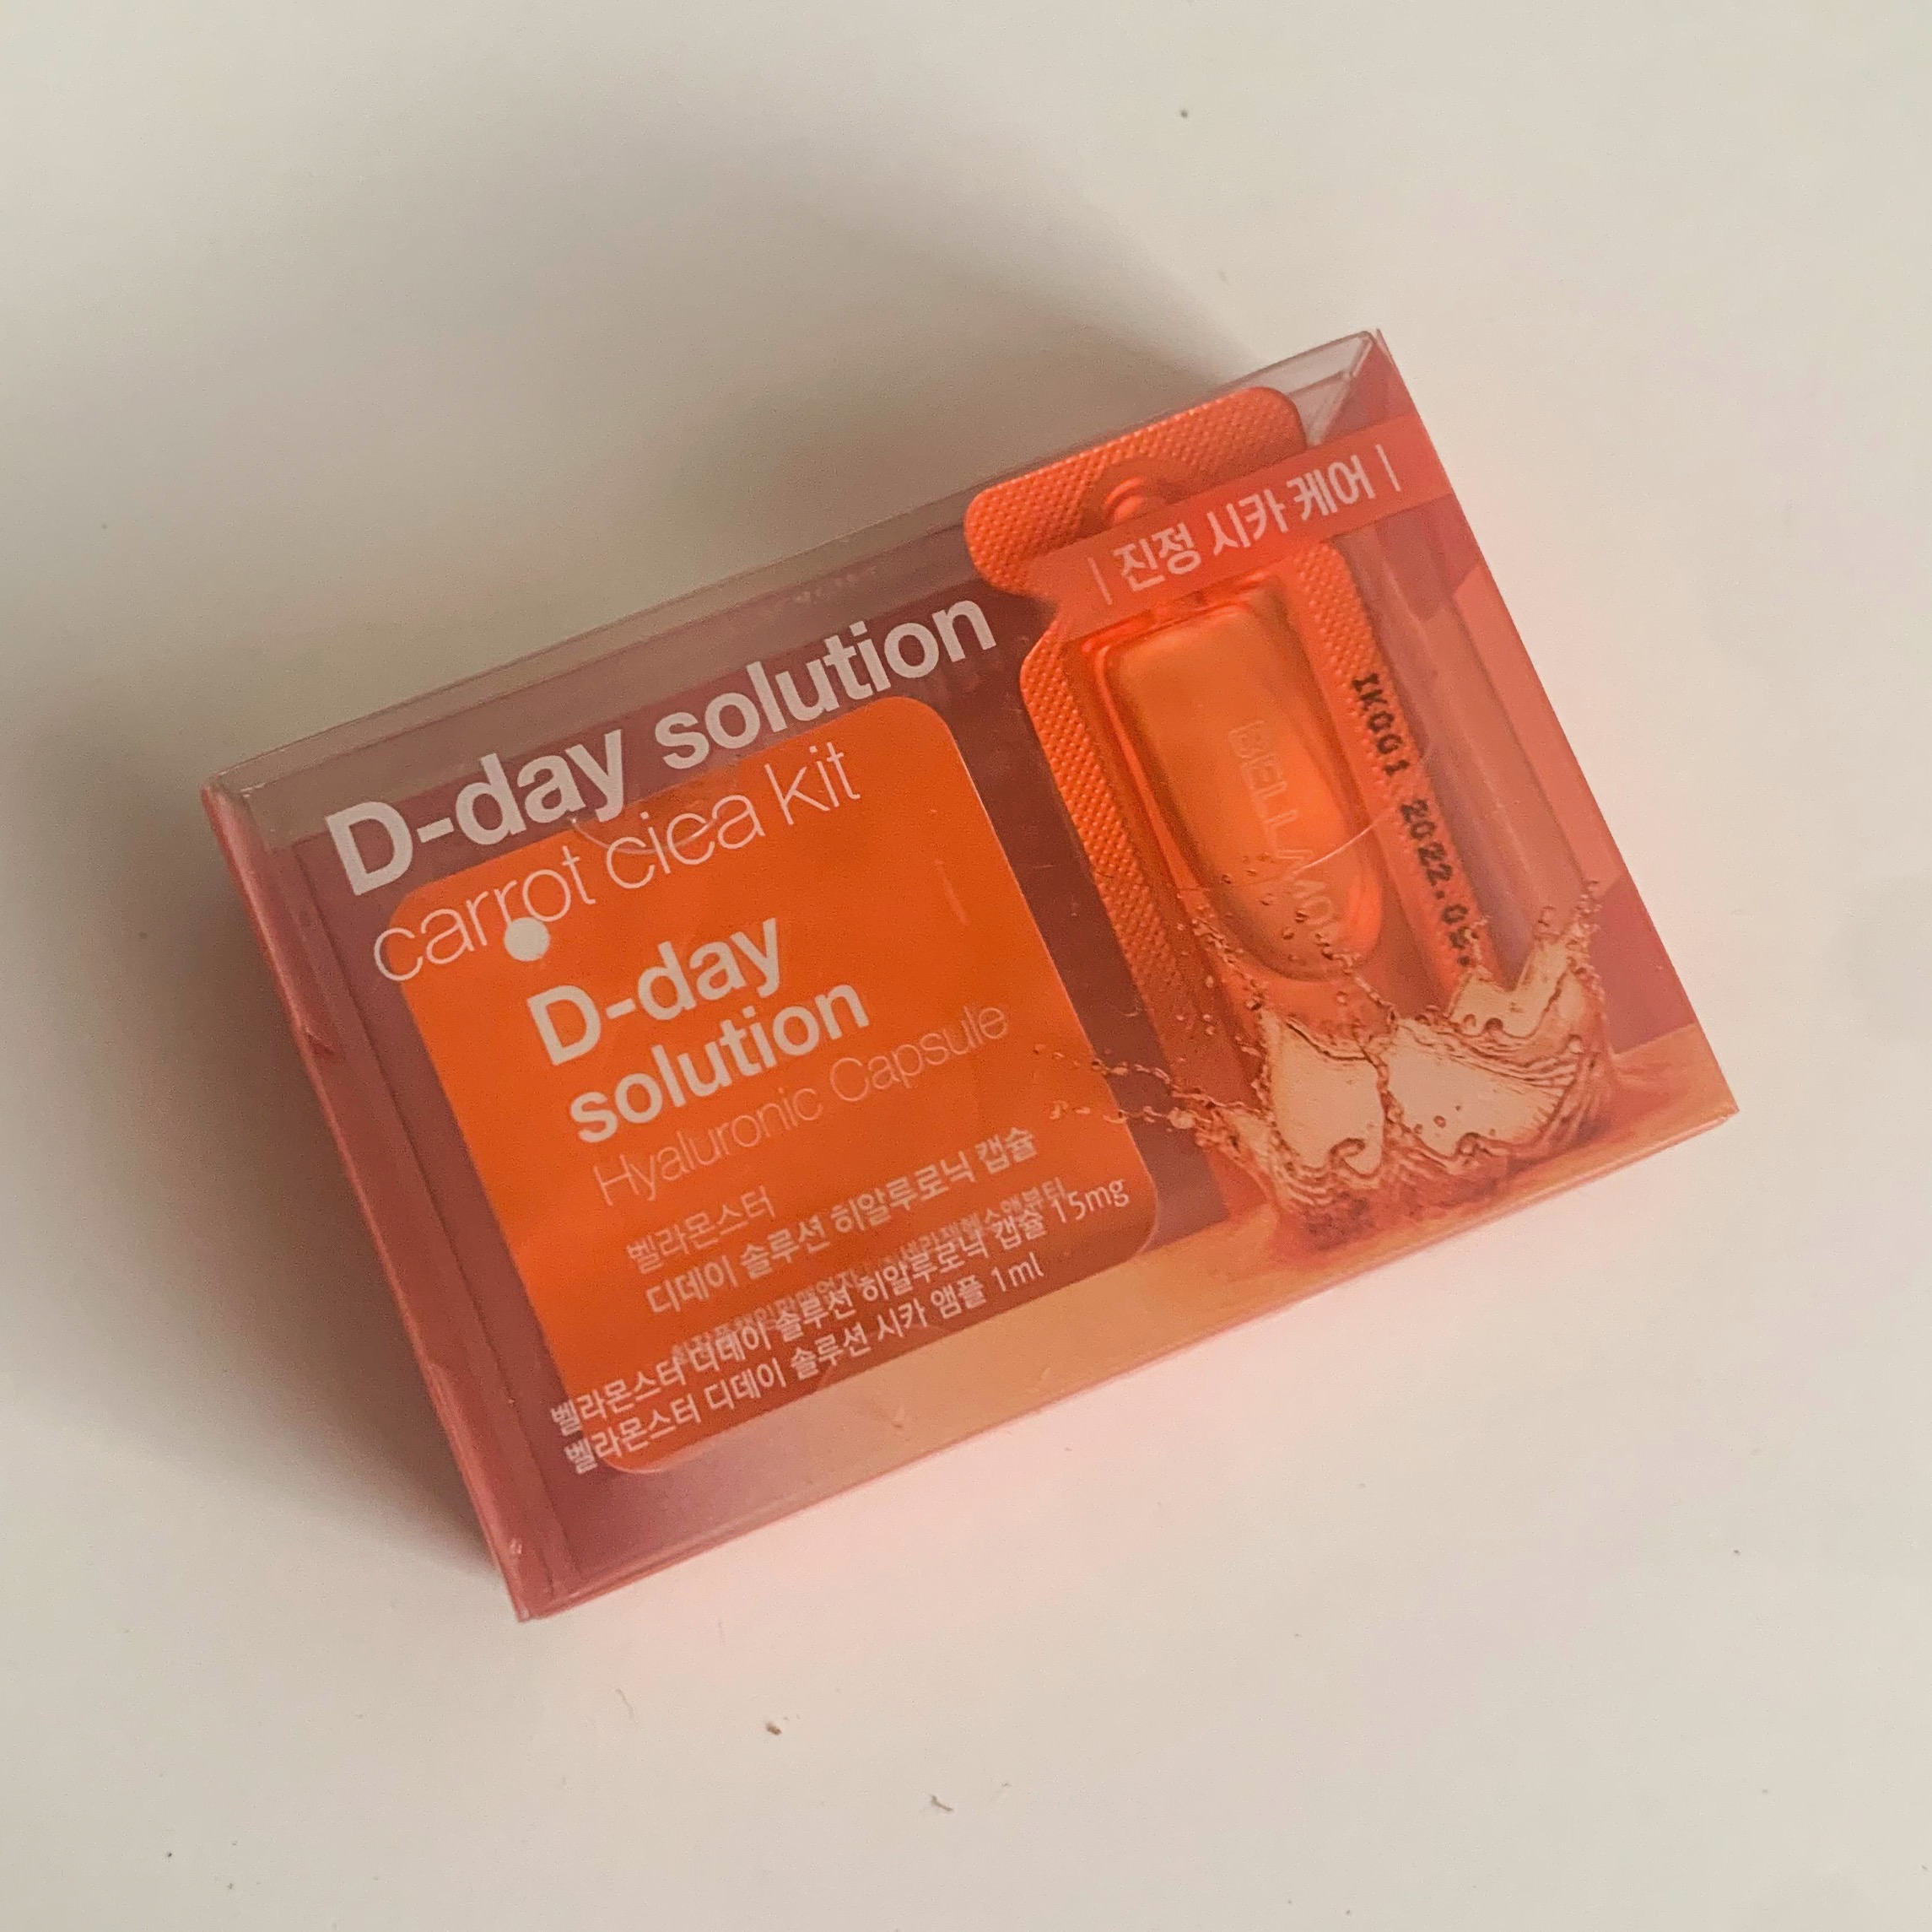 D-day solution
carrot cica kit
| 진정 시카 케어 |
D-day
solution
Hyaluronic Capsule
벨라몬스터
디데이 솔루션 히알루로닉 캡슐
벨라몬스터 디데이 솔루션 히알루로닉 캡슐 15mg
벨라몬스터 디데이 솔루션 시카 앰플 1ml
IK001 2022.05.